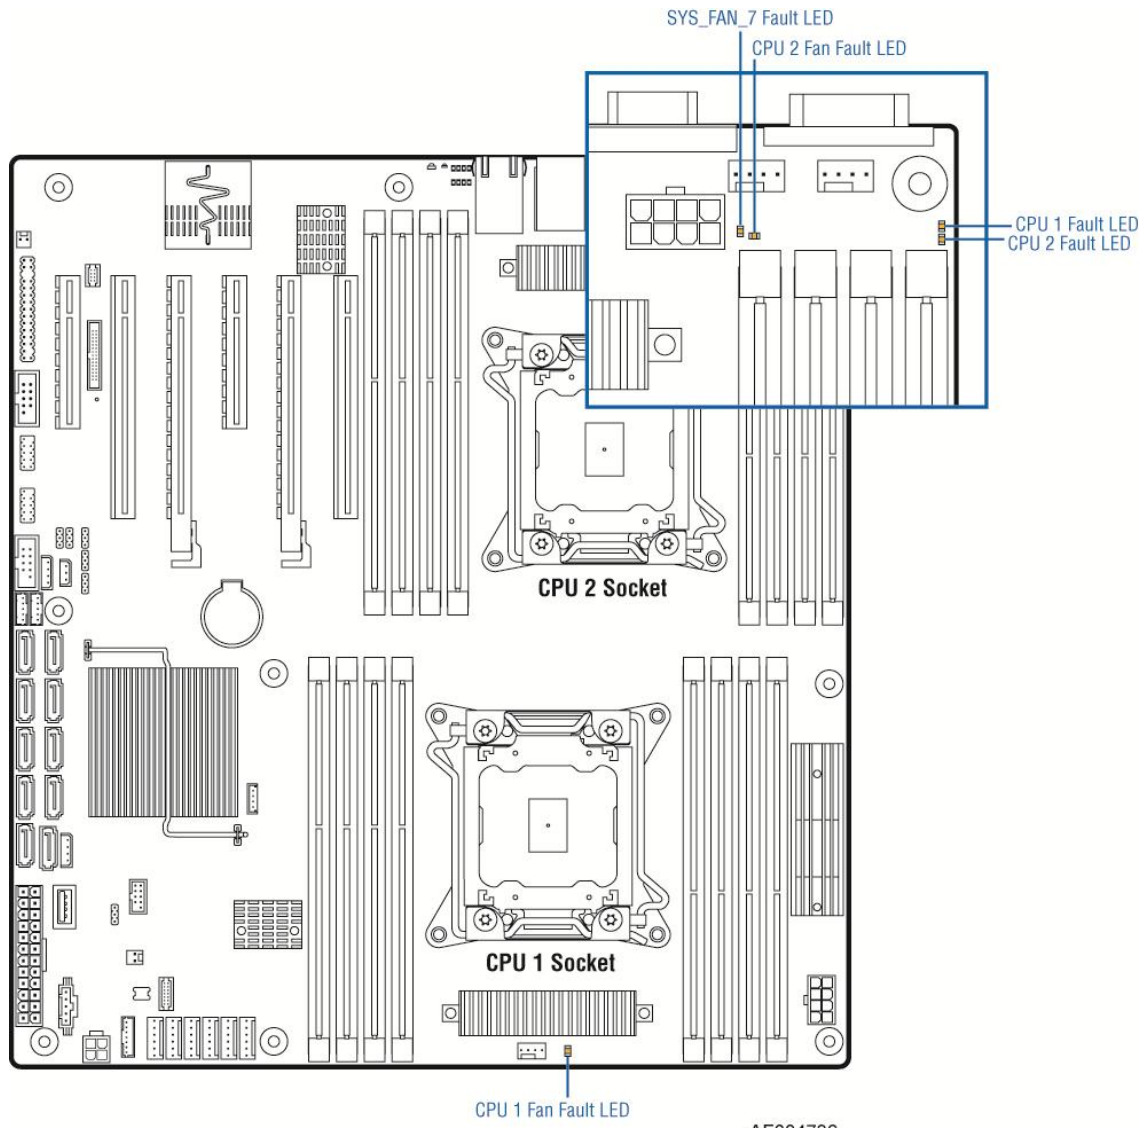 SYS_FAN_7 Fault LED
CPU 2 Fan Fault LED
CPU 1 Fault LED
CPU 2 Fault LED
CPU 2 Socket
CPU 1 Socket
CPU 1 Fan Fault LED